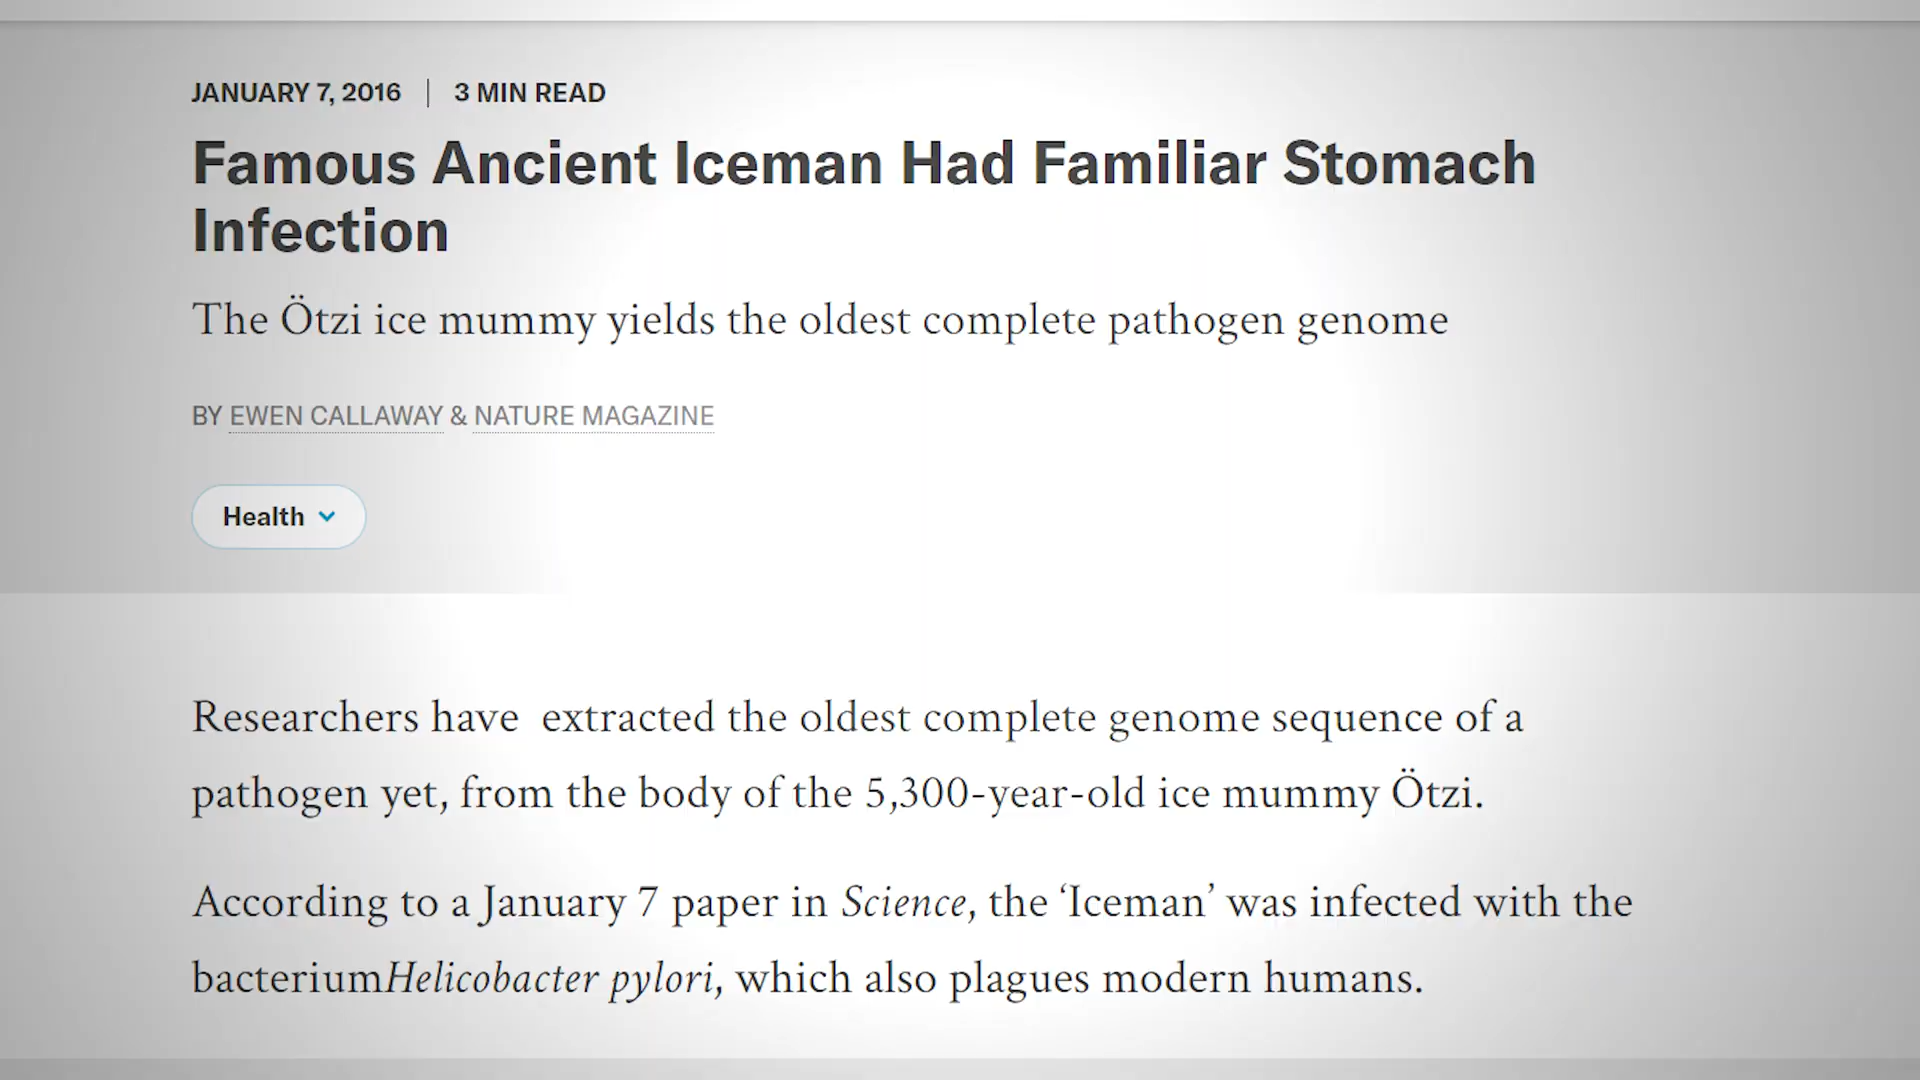 JANUARY 7, 2016 | 3 MIN READ
Famous Ancient Iceman Had Familiar Stomach
Infection
The Ötzi ice mummy yields the oldest complete pathogen genome
BY EWEN CALLAWAY & NATURE MAGAZINE
Health
Researchers have  extracted the oldest complete genome sequence of a
pathogen yet, from the body of the 5,300-year-old ice mummy Ötzi.
According to a January 7 paper in Science, the ‘Iceman’ was infected with the
bacteriumHelicobacter pylori, which also plagues modern humans.